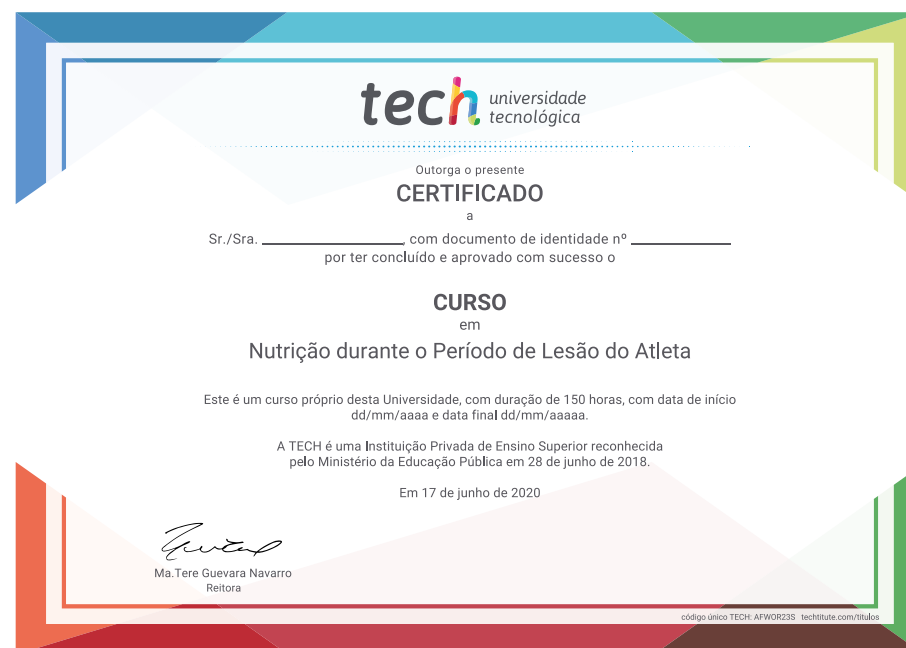 tech universidade
tecnológica
Outorga o presente
CERTIFICADO
a
Sr./Sra. ________________, com documento de identidade nº ___________
por ter concluído e aprovado com sucesso o
CURSO
em
Nutrição durante o Período de Lesão do Atleta
Este é um curso próprio desta Universidade, com duração de 150 horas, com data de início
dd/mm/aaaa e data final dd/mm/aaaaa.
A TECH é uma Instituição Privada de Ensino Superior reconhecida
pelo Ministério da Educação Pública em 28 de junho de 2018.
Em 17 de junho de 2020
Ma.Tere Guevara Navarro
Reitora
código único TECH: AFWOR23S techtitute.com/titulos